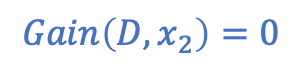 Gain(D, x₂) = 0